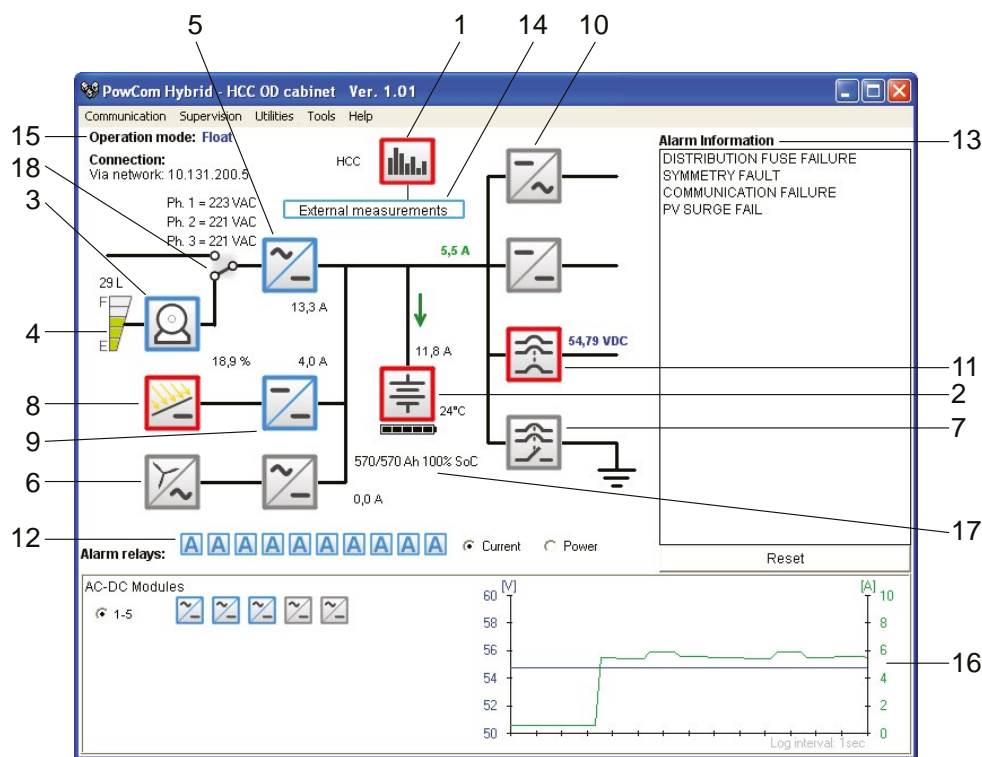 5
1
14
10
PowCom Hybrid - HCC OD cabinet Ver. 1.01
Communication Supervision Utilities Tools Help
15
Operation mode: Float
Connection:
Via network: 10.131.200.5
18
3
Ph. 1 = 223 VAC
Ph. 2 = 221 VAC
Ph. 3 = 221 VAC
HCC
External measurements
Alarm Information
13
DISTRIBUTION FUSE FAILURE
SYMMETRY FAULT
COMMUNICATION FAILURE
PV SURGE FAIL
5,5 A
29 L
F
E
4
13,3 A
54,79 VDC
11
18,9 %
4,0 A
11,8 A
2
8
24°C
9
7
570/570 Ah 100% SoC
6
0,0 A
17
12
Alarm relays:
A A A A A A A A A A
Current
Power
Reset
AC-DC Modules
1-5
[V]
60
58
56
54
52
50
[A]
10
8
6
4
2
0
16
Log interval: 1sec